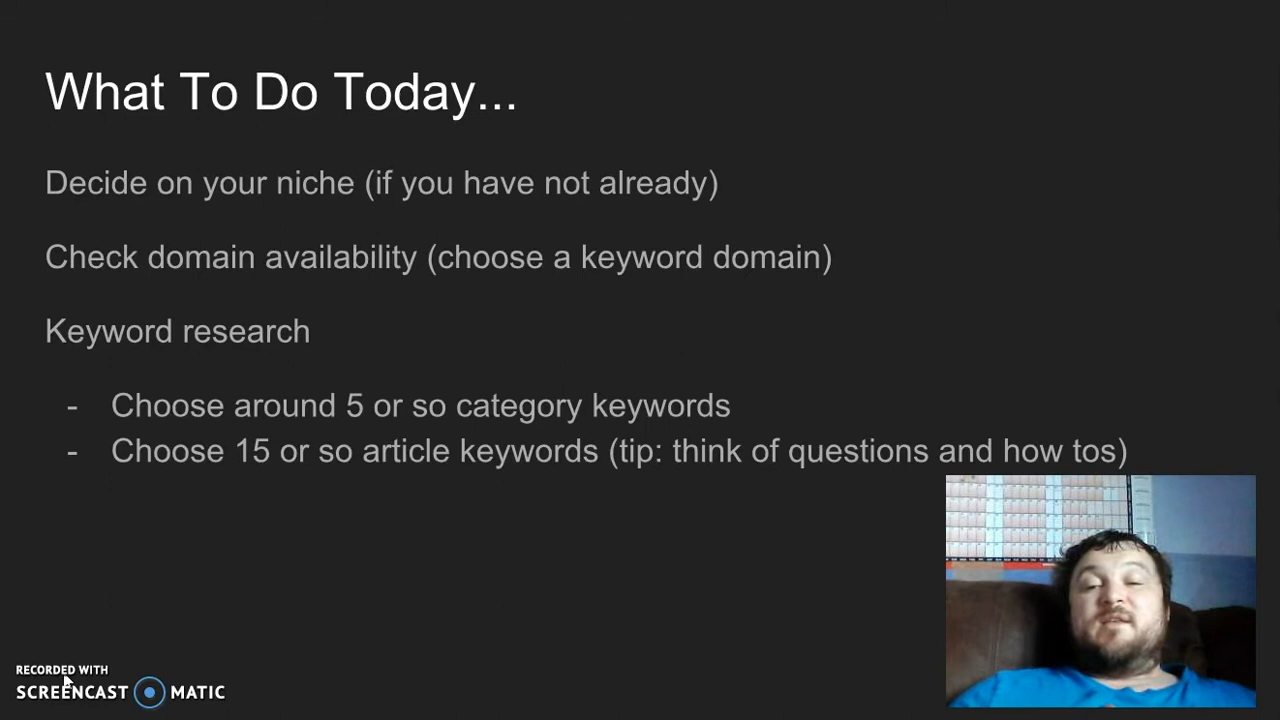 What To Do Today...
Decide on your niche (if you have not already)
Check domain availability (choose a keyword domain)
Keyword research
- Choose around 5 or so category keywords
- Choose 15 or so article keywords (tip: think of questions and how tos)
RECORDED WITH
SCREENCAST MATIC